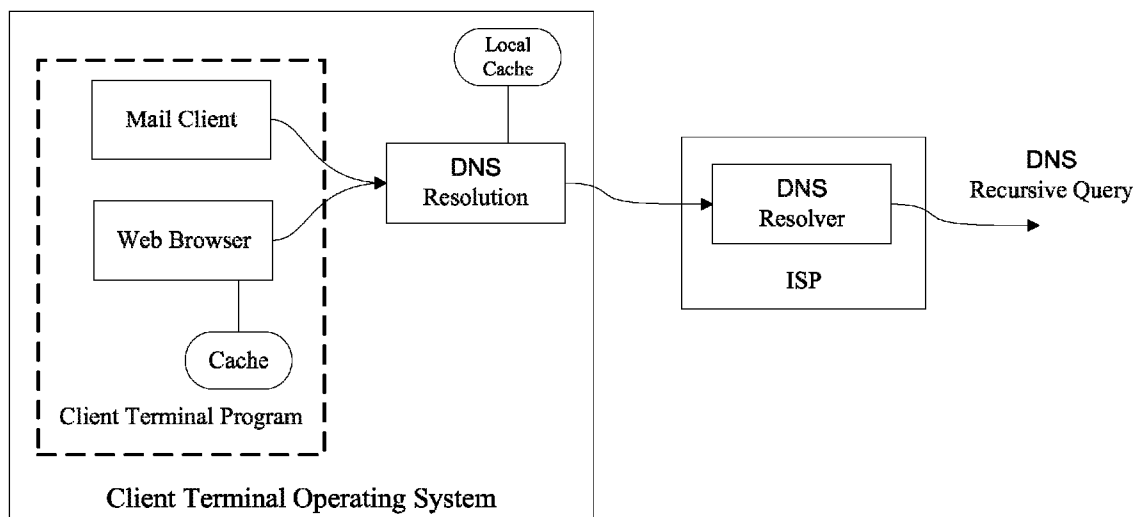 Local
Cache
Mail Client
DNS
Resolution
DNS
Resolver
DNS
Recursive Query
Web Browser
ISP
Cache
Client Terminal Program
Client Terminal Operating System